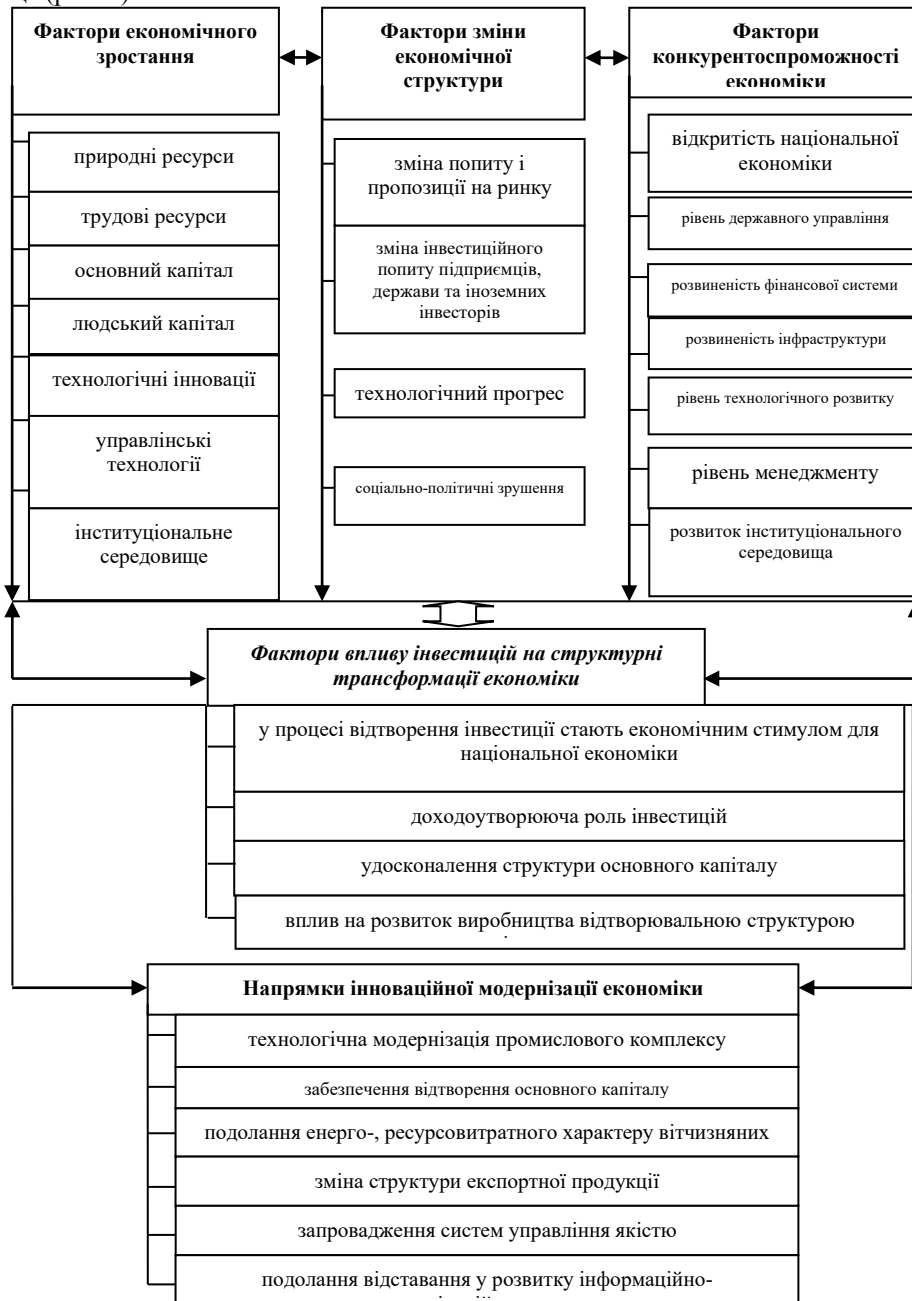 Фактори економічного
зростання
Фактори зміни
економічної
структури
Фактори
конкурентоспроможності
економіки
природні ресурси
трудові ресурси
основний капітал
людський капітал
технологічні інновації
управлінські
технології
інституціональне
середовище
зміна попиту і
пропозиції на ринку
зміна інвестиційного
попиту підприємців,
держави та іноземних
інвесторів
технологічний прогрес
соціально-політичні зрушення
відкритість національної
економіки
рівень державного управління
розвиненість фінансової системи
розвиненість інфраструктури
рівень технологічного розвитку
рівень менеджменту
розвиток інституціонального
середовища
Фактори впливу інвестицій на структурні
трансформації економіки
у процесі відтворення інвестиції стають економічним стимулом для
національної економіки
доходоутворююча роль інвестицій
удосконалення структури основного капіталу
вплив на розвиток виробництва відтворювальною структурою
Напрямки інноваційної модернізації економіки
технологічна модернізація промислового комплексу
забезпечення відтворення основного капіталу
подолання енерго-, ресурсовитратного характеру вітчизняних
зміна структури експортної продукції
запровадження систем управління якістю
подолання відставання у розвитку інформаційно-